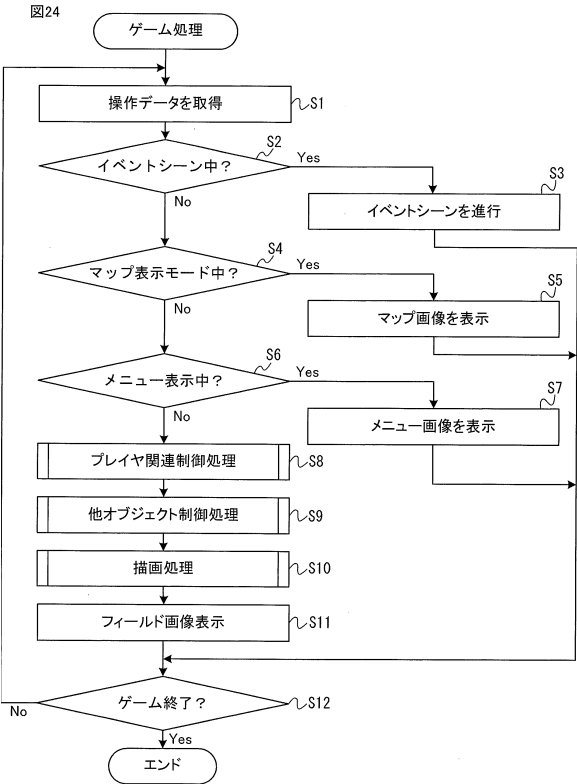 図24
ゲーム処理
操作データを取得
S1
イベントシーン中？
S2
Yes
No
イベントシーンを進行
S3
マップ表示モード中？
S4
Yes
No
マップ画像を表示
S5
メニュー表示中？
S6
Yes
No
メニュー画像を表示
S7
プレイヤ関連制御処理
S8
他オブジェクト制御処理
S9
描画処理
S10
フィールド画像表示
S11
ゲーム終了？
S12
No
Yes
エンド